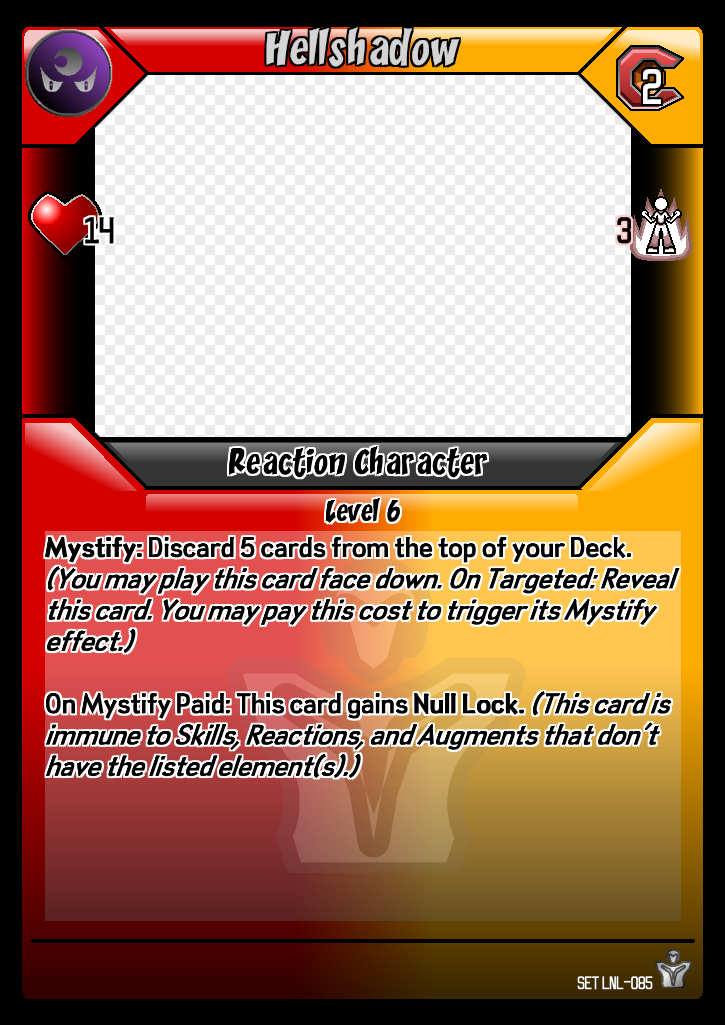 Hellshadow
2
14
3
Reaction Character
Level 6
Mystify: Discard 5 cards from the top of your Deck.
(You may play this card face down. On Targeted: Reveal
this card. You may pay this cost to trigger its Mystify
effect.)
On Mystify Paid: This card gains Null Lock. (This card is
immune to Skills, Reactions, and Augments that don't
have the listed element(s).)
SET LNL-085